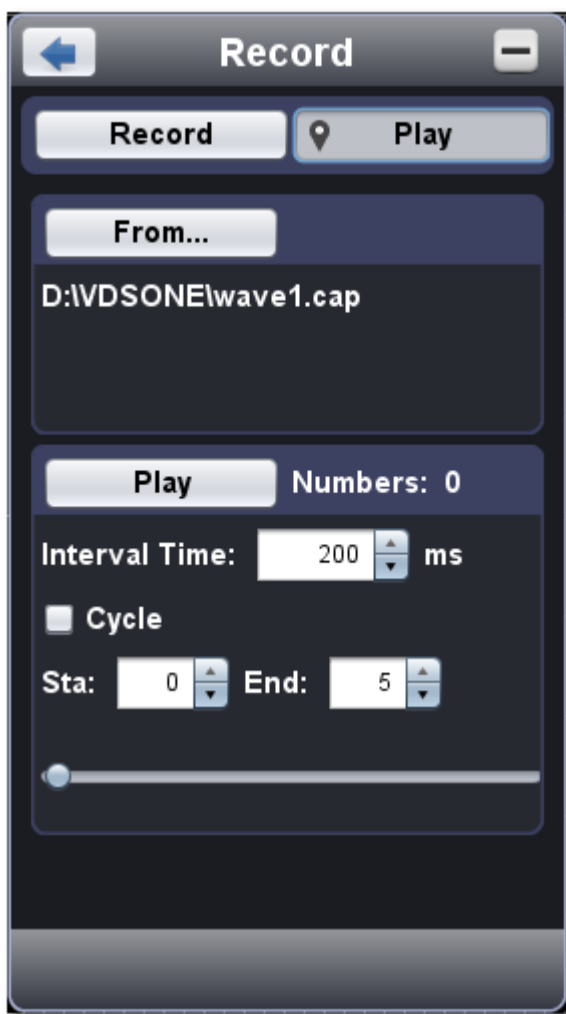 Record
Record Play
From...
D:\VDSONE\wave1.cap
Play Numbers: 0
Interval Time: 200 ms
Cycle
Sta: 0 End: 5